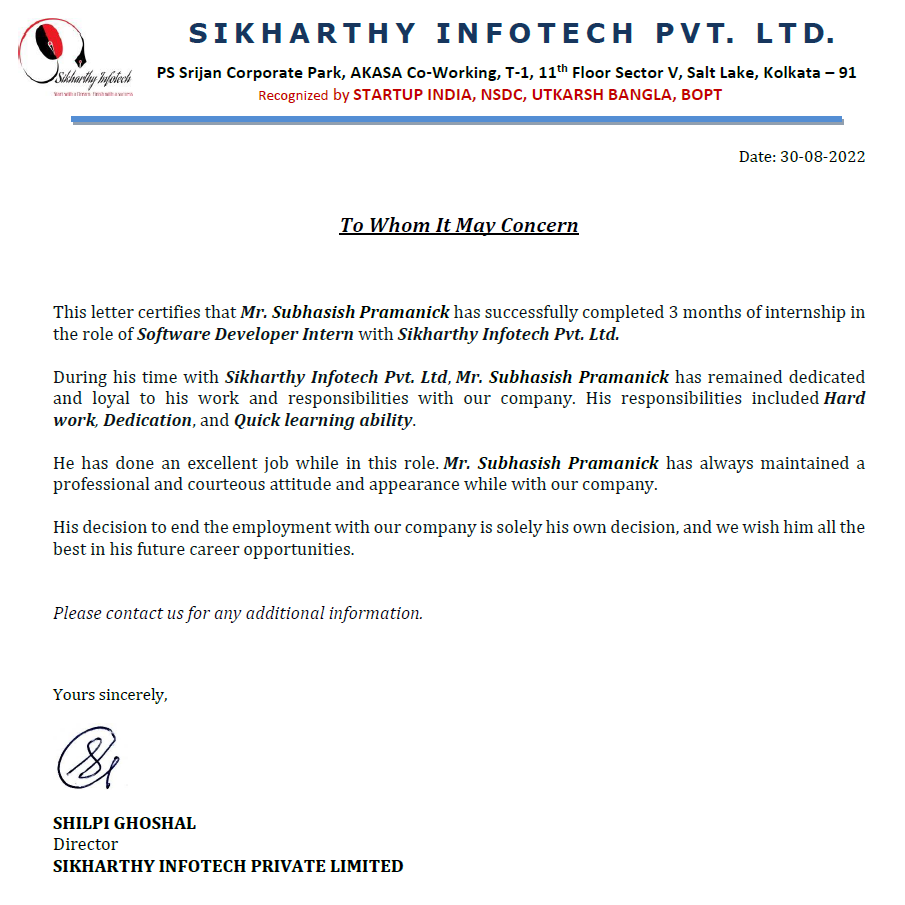 SIKHARTHY INFOTECH PVT. LTD.
Sikharthy Infotech
PS Srijan Corporate Park, AKASA Co-Working, T-1, 11th Floor Sector V, Salt Lake, Kolkata – 91
Recognized by STARTUP INDIA, NSDC, UTKARSH BANGLA, BOPT
Date: 30-08-2022
To Whom It May Concern
This letter certifies that Mr. Subhasish Pramanick has successfully completed 3 months of internship in
the role of Software Developer Intern with Sikharthy Infotech Pvt. Ltd.
During his time with Sikharthy Infotech Pvt. Ltd, Mr. Subhasish Pramanick has remained dedicated
and loyal to his work and responsibilities with our company. His responsibilities included Hard
work, Dedication, and Quick learning ability.
He has done an excellent job while in this role. Mr. Subhasish Pramanick has always maintained a
professional and courteous attitude and appearance while with our company.
His decision to end the employment with our company is solely his own decision, and we wish him all the
best in his future career opportunities.
Please contact us for any additional information.
Yours sincerely,
SHILPI GHOSHAL
Director
SIKHARTHY INFOTECH PRIVATE LIMITED